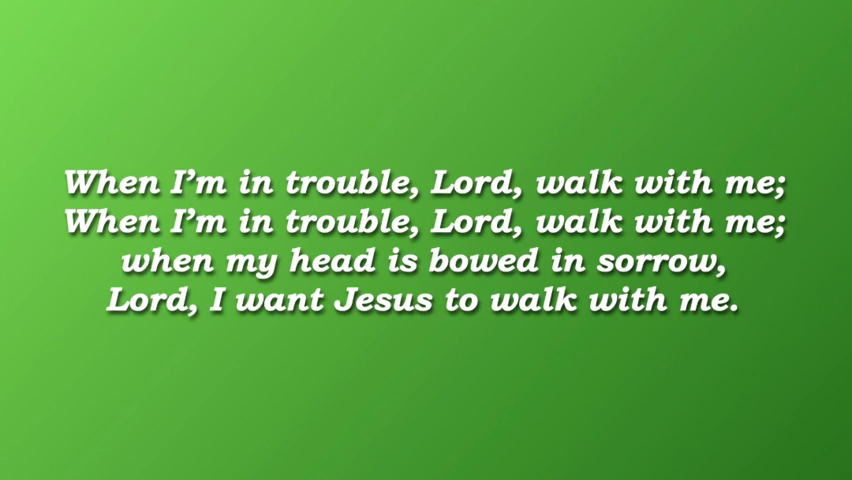 When I’m in trouble, Lord, walk with me;
When I’m in trouble, Lord, walk with me;
when my head is bowed in sorrow,
Lord, I want Jesus to walk with me.